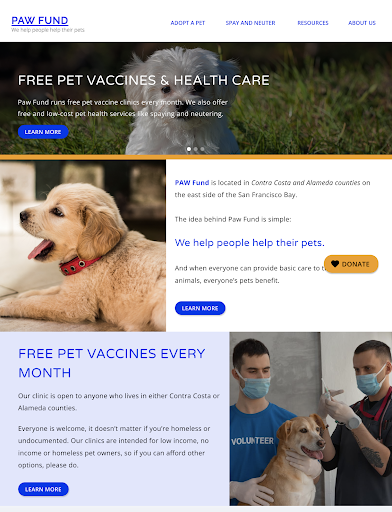 PAW FUND
We help people help their pets
ADOPT A PET
SPAY AND NEUTER
RESOURCES
ABOUT US
FREE PET VACCINES & HEALTH CARE
Paw Fund runs free pet vaccine clinics every month. We also offer
free and low-cost pet health services like spaying and neutering.
LEARN MORE
PAW Fund is located in Contra Costa and Alameda counties on
the east side of the San Francisco Bay.
The idea behind Paw Fund is simple:
We help people help their pets.
And when everyone can provide basic care to
DONATE
animals, everyone's pets benefit.
LEARN MORE
FREE PET VACCINES EVERY
MONTH
Our clinic is open to anyone who lives in either Contra Costa or
Alameda counties.
Everyone is welcome, it doesn't matter if you're homeless or
undocumented. Our clinics are intended for low income, no
income or homeless pet owners, so if you can afford other
options, please do.
LEARN MORE
VOLUNTEER